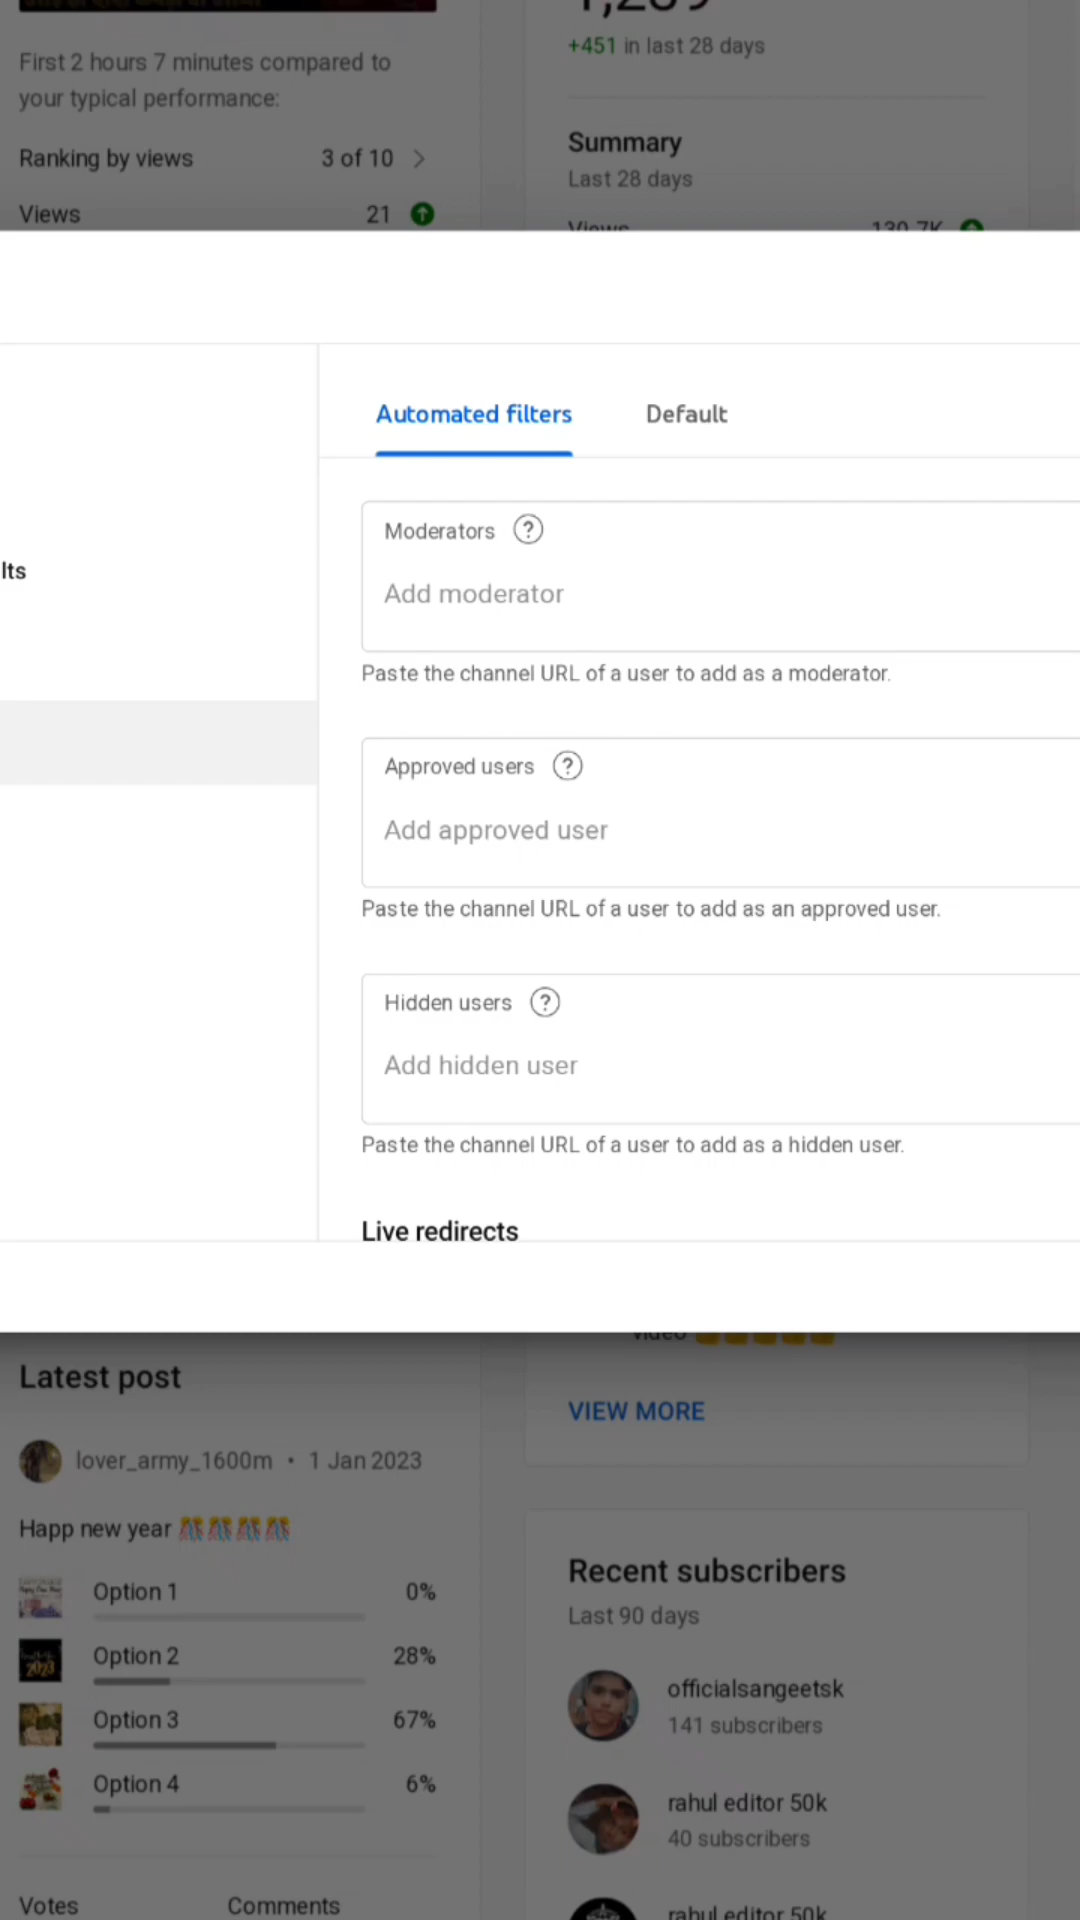 First 2 hours 7 minutes compared to
your typical performance:
Ranking by views 3 of 10
Views 21
+451 in last 28 days
Summary
Last 28 days
Views 130.7K
Automated filters Default
lts
Moderators ?
Add moderator
Paste the channel URL of a user to add as a moderator.
Approved users ?
Add approved user
Paste the channel URL of a user to add as an approved user.
Hidden users ?
Add hidden user
Paste the channel URL of a user to add as a hidden user.
Live redirects
video
VIEW MORE
Latest post
lover_army_1600m • 1 Jan 2023
Happ new year
Option 1 0%
2023
Option 2 28%
Option 3 67%
Option 4 6%
Votes Comments
Recent subscribers
Last 90 days
officialsangeetsk
141 subscribers
rahul editor 50k
40 subscribers
rahul editor 50k